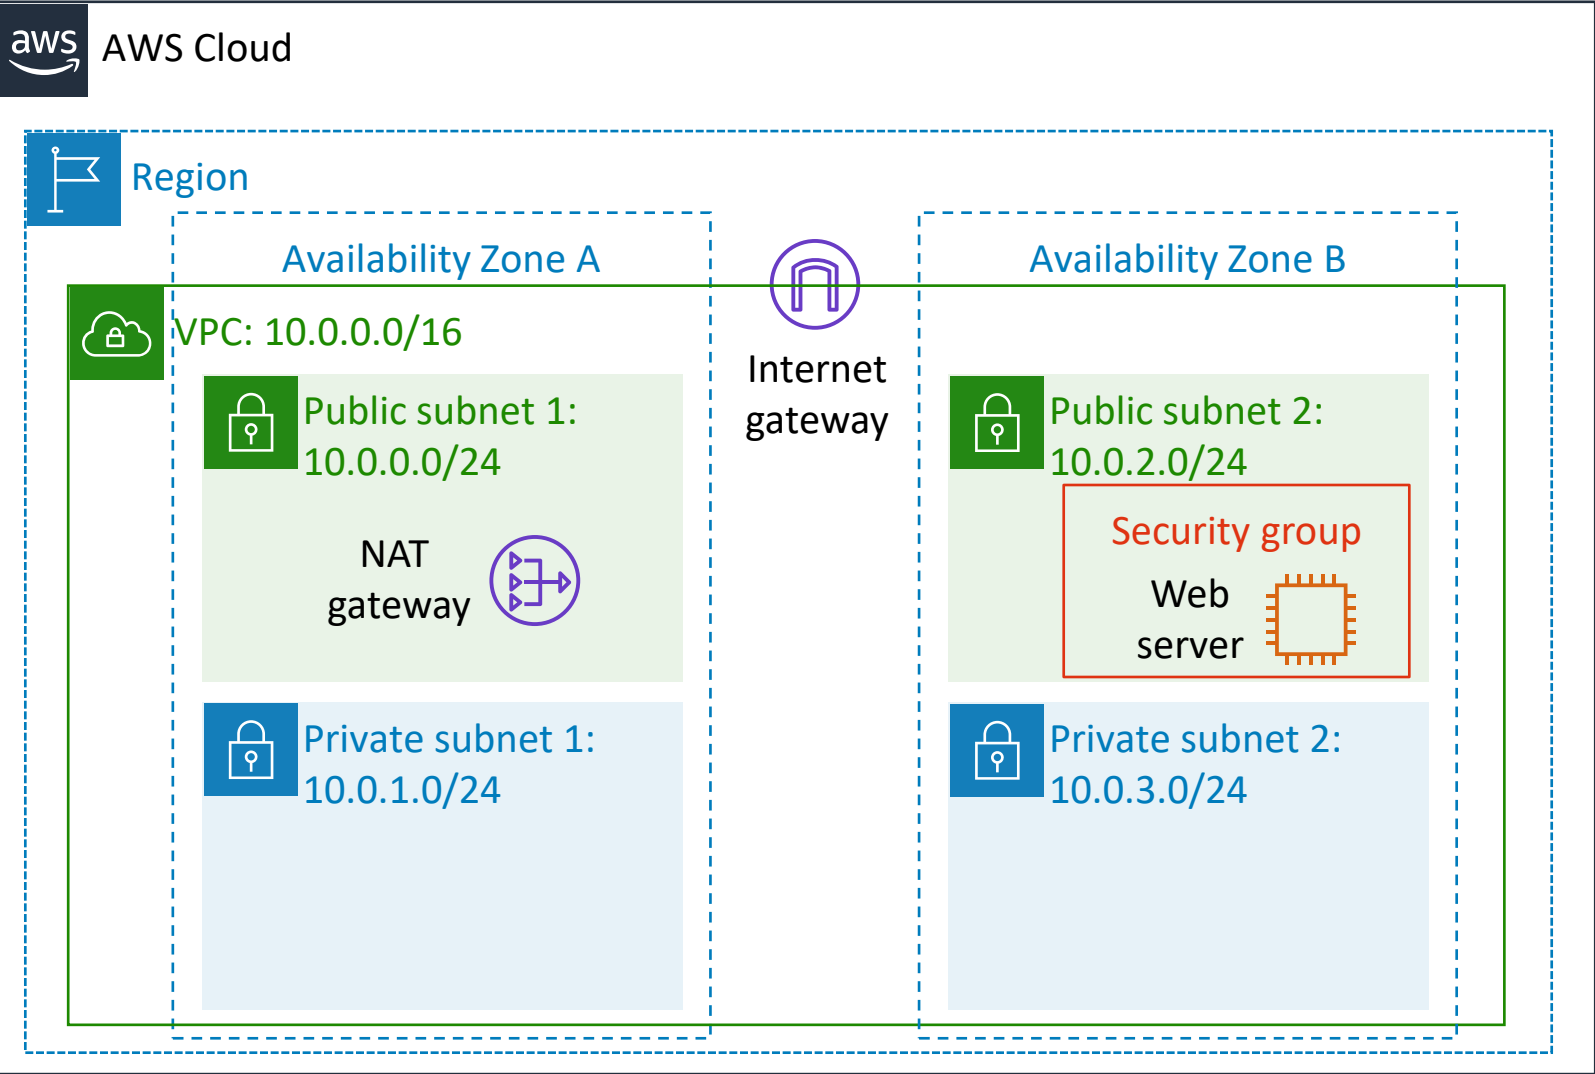 aws
AWS Cloud
Region
Availability Zone A
Availability Zone B
VPC: 10.0.0.0/16
Internet
gateway
Public subnet 1:
10.0.0.0/24
NAT
gateway
Public subnet 2:
10.0.2.0/24
Security group
Web
server
Private subnet 1:
10.0.1.0/24
Private subnet 2:
10.0.3.0/24